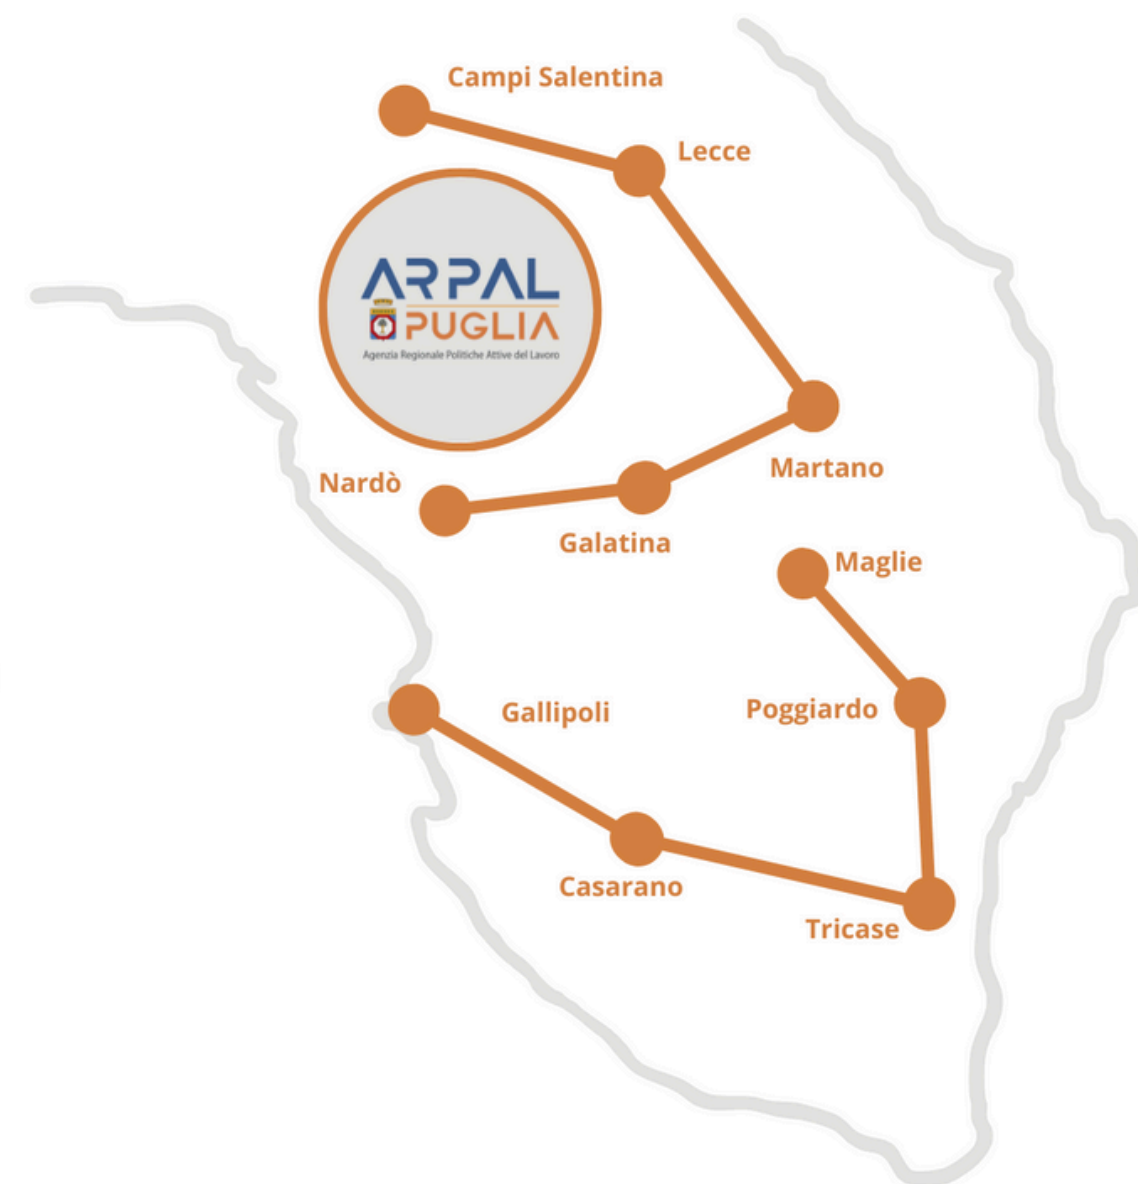 Campi Salentina
Lecce
ARPAL
PUGLIA
Agenzia Regionale Politiche Attive del Lavoro
Martano
Nardò
Galatina
Maglie
Gallipoli
Poggiardo
Casarano
Tricase